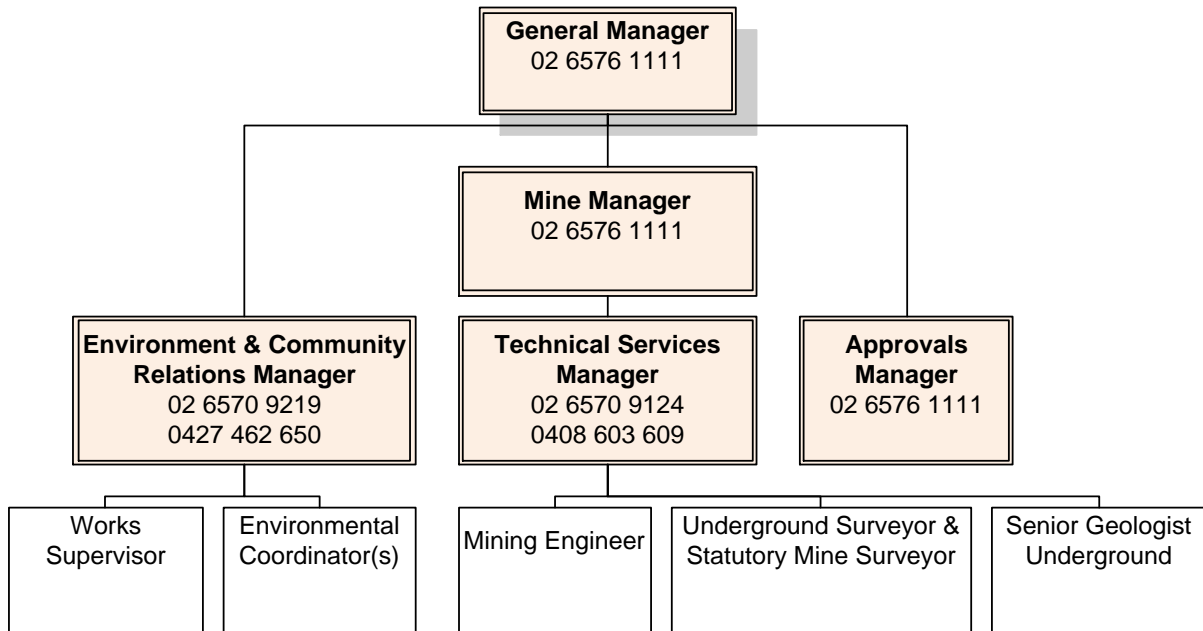 General Manager
02 6576 1111
Mine Manager
02 6576 1111
Environment & Community
Relations Manager
02 6570 9219
0427 462 650
Technical Services
Manager
02 6570 9124
0408 603 609
Approvals
Manager
02 6576 1111
Works
Supervisor
Environmental
Coordinator(s)
Mining Engineer
Underground Surveyor &
Statutory Mine Surveyor
Senior Geologist
Underground